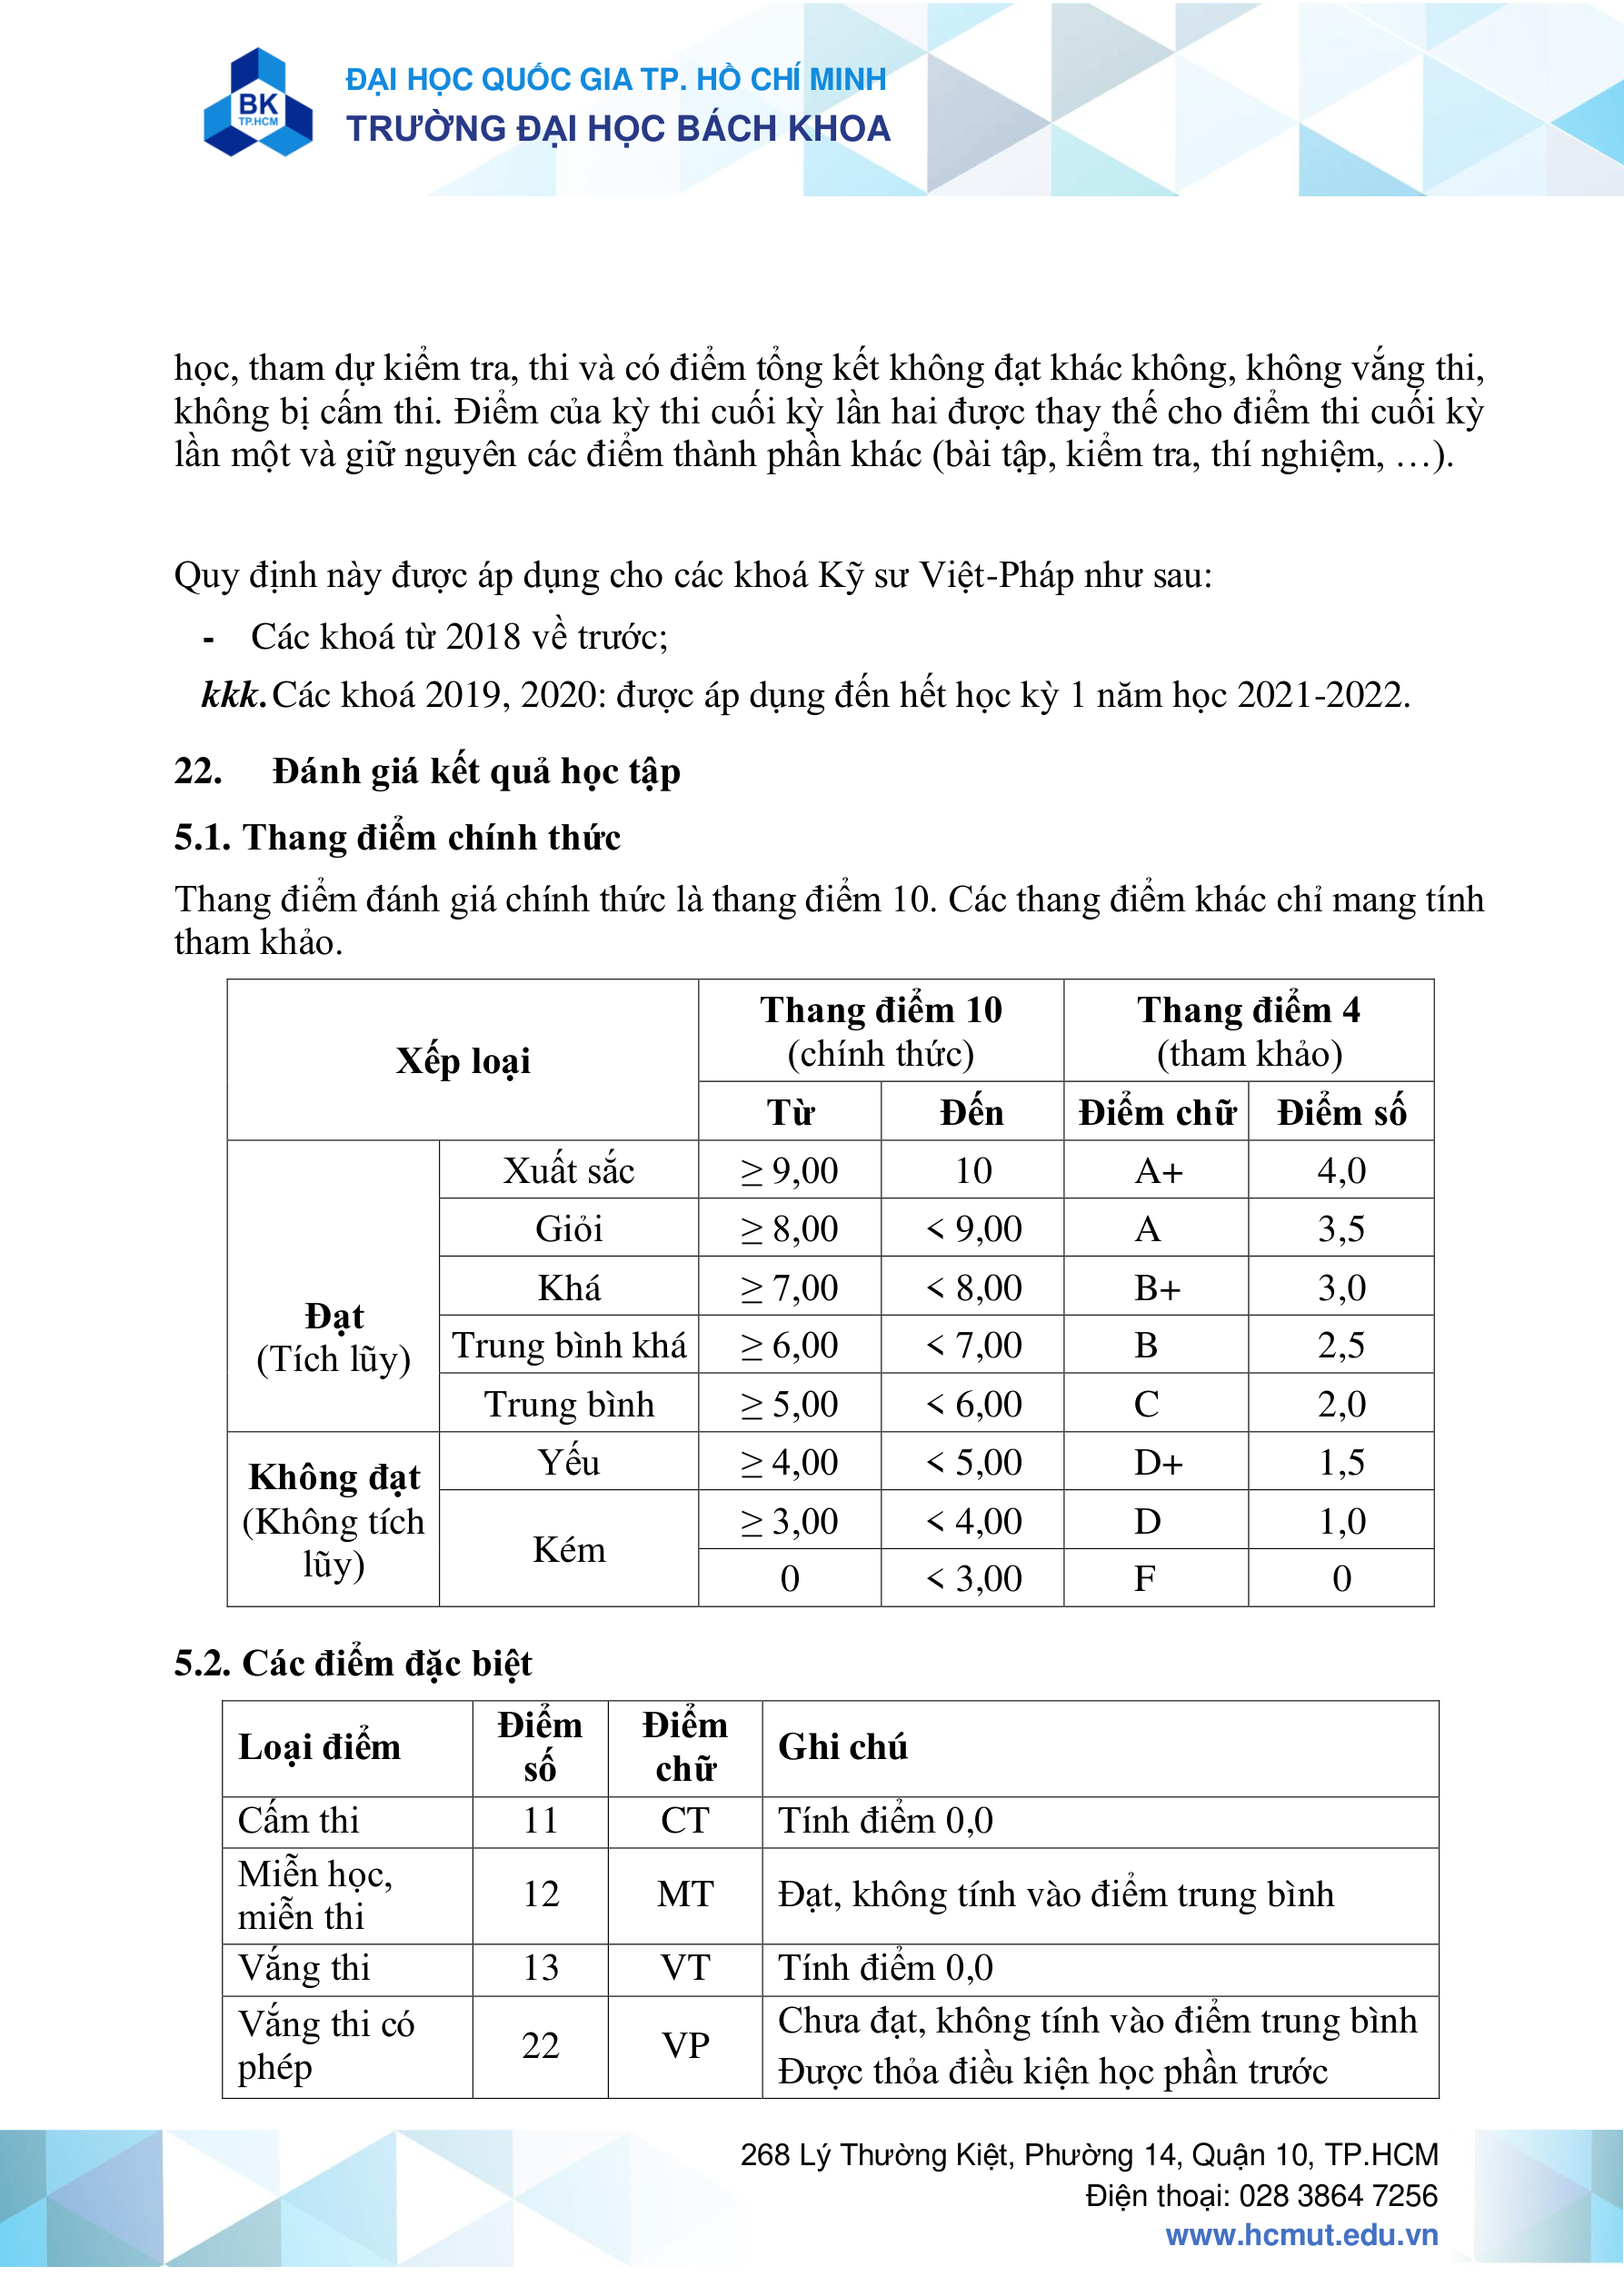 BK
TP.HCM
ĐẠI HỌC QUỐC GIA TP. HỒ CHÍ MINH
TRƯỜNG ĐẠI HỌC BÁCH KHOA
học, tham dự kiểm tra, thi và có điểm tổng kết không đạt khác không, không vắng thi,
không bị cấm thi. Điểm của kỳ thi cuối kỳ lần hai được thay thế cho điểm thi cuối kỳ
lần một và giữ nguyên các điểm thành phần khác (bài tập, kiểm tra, thí nghiệm, …).
Quy định này được áp dụng cho các khoá Kỹ sư Việt-Pháp như sau:
- Các khoá từ 2018 về trước;
kkk. Các khoá 2019, 2020: được áp dụng đến hết học kỳ 1 năm học 2021-2022.
22. Đánh giá kết quả học tập
5.1. Thang điểm chính thức
Thang điểm đánh giá chính thức là thang điểm 10. Các thang điểm khác chỉ mang tính
tham khảo.
Xếp loại
Thang điểm 10 Thang điểm 4
(chính thức) (tham khảo)
Từ Đến Điểm chữ Điểm số
Đạt
(Tích lũy)
Xuất sắc ≥ 9,00 10 A+ 4,0
Giỏi ≥ 8,00 < 9,00 A 3,5
Khá ≥ 7,00 < 8,00 B+ 3,0
Trung bình khá ≥ 6,00 < 7,00 B 2,5
Trung bình ≥ 5,00 < 6,00 C 2,0
Không đạt
(Không tích
lũy)
Yếu ≥ 4,00 < 5,00 D+ 1,5
Kém ≥ 3,00 < 4,00 D 1,0
0 < 3,00 F 0
5.2. Các điểm đặc biệt
Loại điểm Điểm số Điểm chữ Ghi chú
Cấm thi 11 CT Tính điểm 0,0
Miễn học,
miễn thi 12 MT Đạt, không tính vào điểm trung bình
Vắng thi 13 VT Tính điểm 0,0
Vắng thi có
phép 22 VP Chưa đạt, không tính vào điểm trung bình
Được thỏa điều kiện học phần trước
268 Lý Thường Kiệt, Phường 14, Quận 10, TP.HCM
Điện thoại: 028 3864 7256
www.hcmut.edu.vn